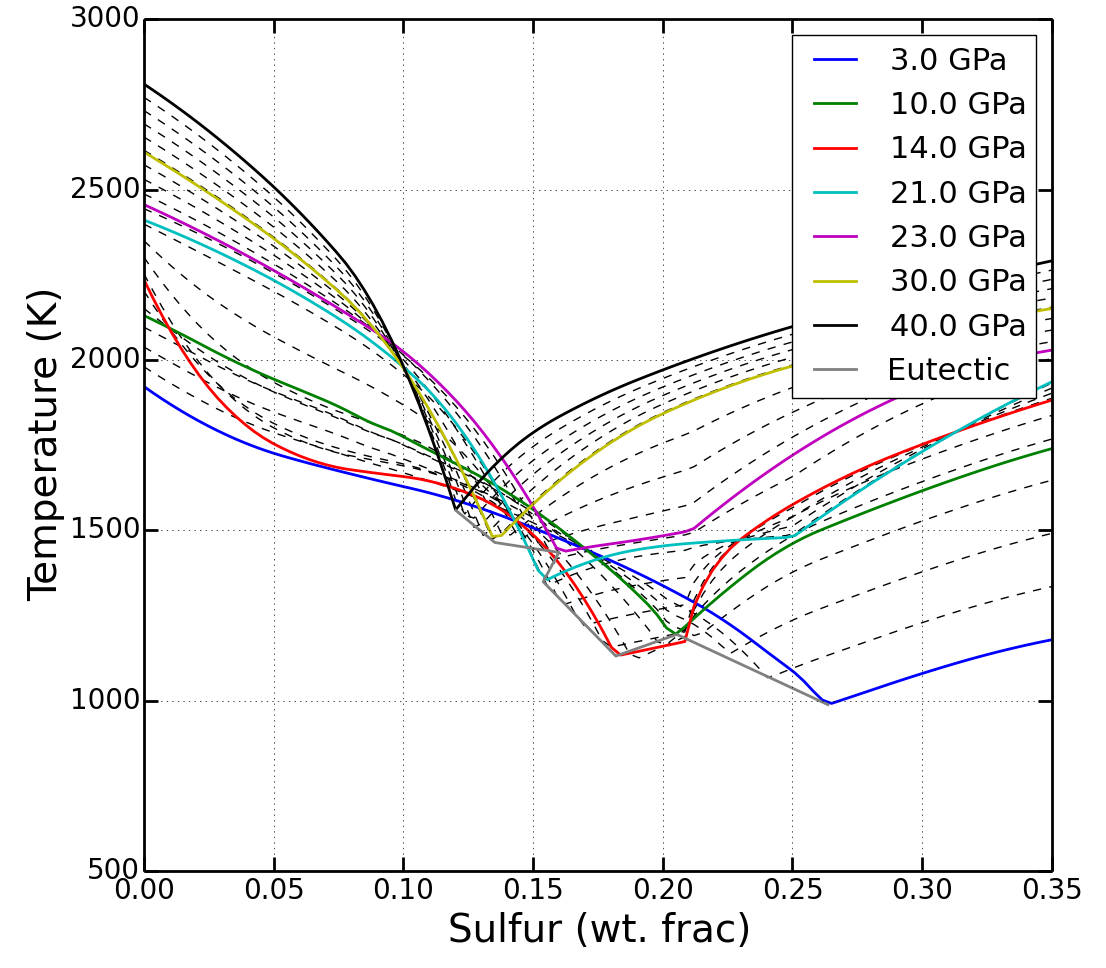 3000
2500
2000
1500
1000
500
Temperature (K)
3.0 GPa
10.0 GPa
14.0 GPa
21.0 GPa
23.0 GPa
30.0 GPa
40.0 GPa
Eutectic
0.00 0.05 0.10 0.15 0.20 0.25 0.30 0.35
Sulfur (wt. frac)